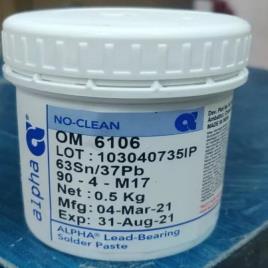 NO-CLEAN
OM 6106
LOT : 103040735IP
63Sn/37Pb
90 - 4 - M17
Net : 0.5 Kg
Mfg: 04-Mar-21
Exp: 31-Aug-21
ALPHA® Lead-Bearing
Solder Paste
alpha